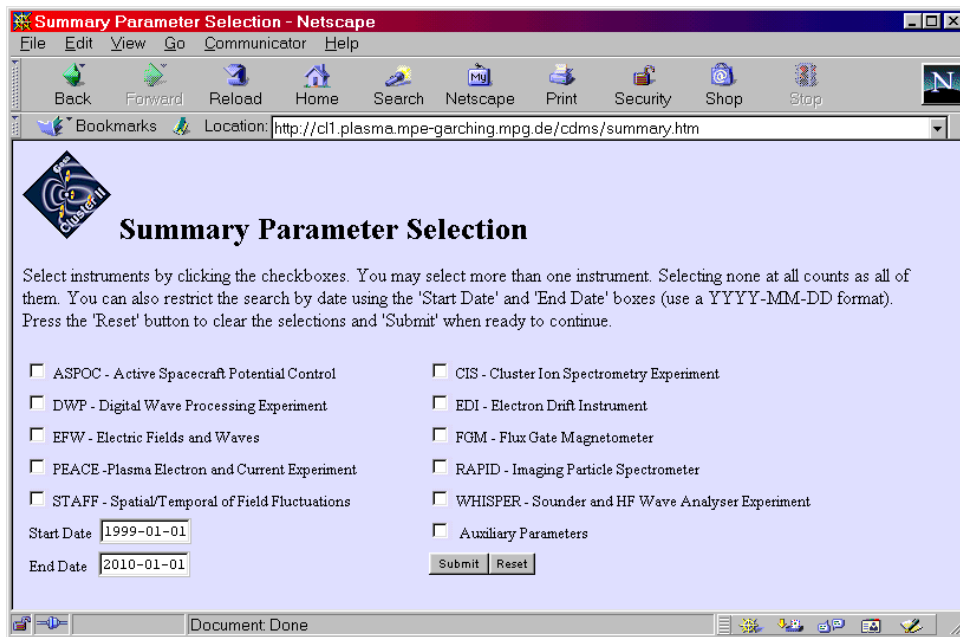 Summary Parameter Selection - Netscape
File Edit View Go Communicator Help
Back Forward Reload Home Search Netscape Print Security Shop Stop
My
N
Bookmarks Location: http://cl1.plasma.mpe-garching.mpg.de/cdms/summary.htm
Cluster II
Summary Parameter Selection
Select instruments by clicking the checkboxes. You may select more than one instrument. Selecting none at all counts as all of
them. You can also restrict the search by date using the 'Start Date' and 'End Date' boxes (use a YYYY-MM-DD format).
Press the 'Reset' button to clear the selections and 'Submit' when ready to continue.
ASPOC - Active Spacecraft Potential Control
CIS - Cluster Ion Spectrometry Experiment
DWP - Digital Wave Processing Experiment
EDI - Electron Drift Instrument
EFW - Electric Fields and Waves
FGM - Flux Gate Magnetometer
PEACE -Plasma Electron and Current Experiment
RAPID - Imaging Particle Spectrometer
STAFF - Spatial/Temporal of Field Fluctuations
WHISPER - Sounder and HF Wave Analyser Experiment
Start Date 1999-01-01
Auxiliary Parameters
End Date 2010-01-01
Submit Reset
Document: Done